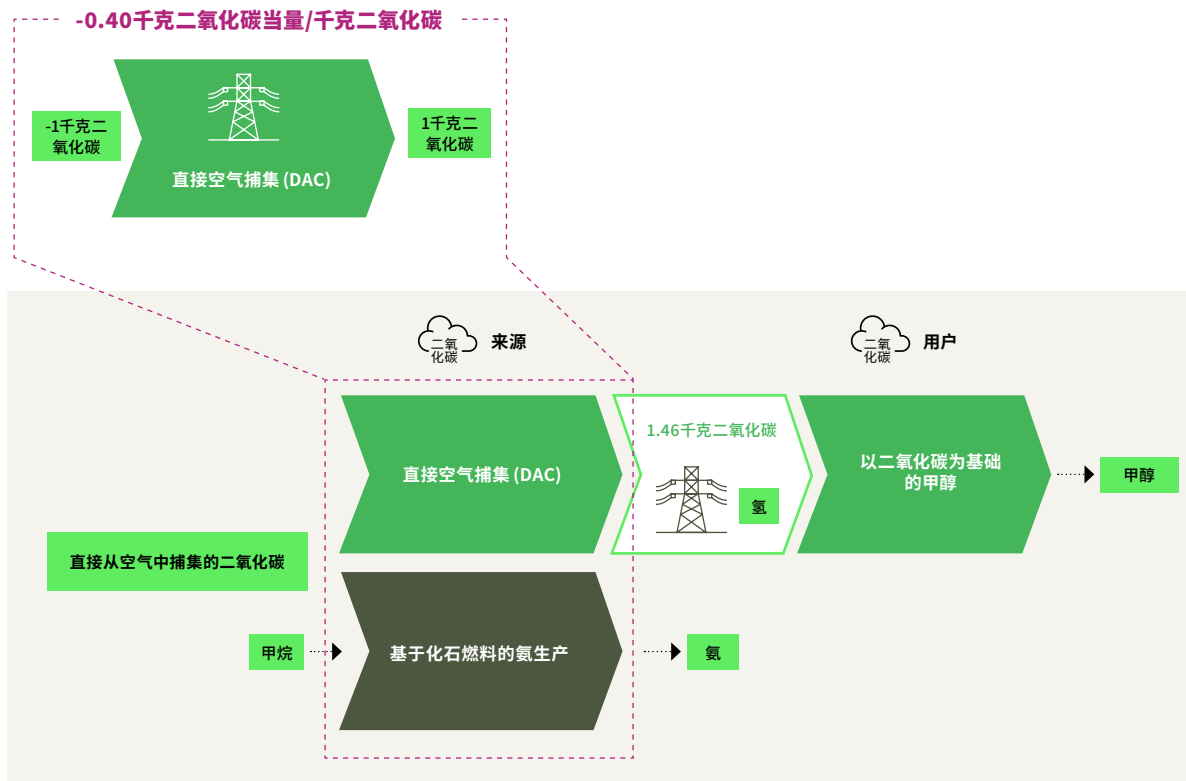 -0.40千克二氧化碳当量/千克二氧化碳
-1千克二
氧化碳
1千克二
氧化碳
直接空气捕集 (DAC)
二氧
化碳
来源
二氧
化碳
用户
1.46千克二氧化碳
直接空气捕集 (DAC)
氢
以二氧化碳为基础
的甲醇
甲醇
直接从空气中捕集的二氧化碳
甲烷
基于化石燃料的氨生产
氨